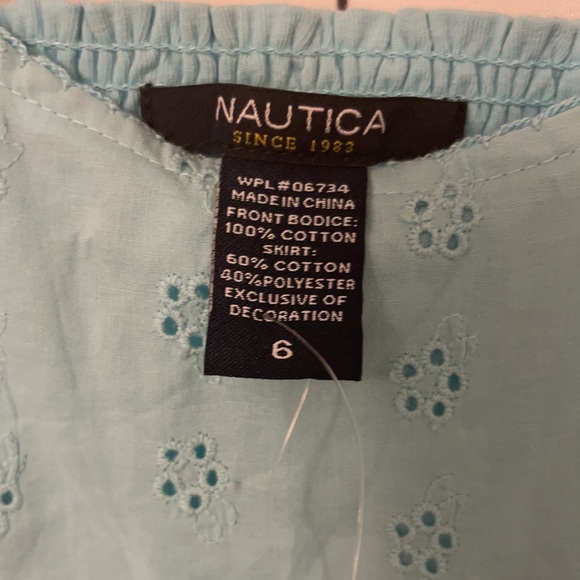 NAUTICA
SINCE 1983
WPL#06734
MADE IN CHINA
FRONT BODICE:
100% COTTON
SKIRT:
60% COTTON
40%POLYESTER
EXCLUSIVE OF
DECORATION
6